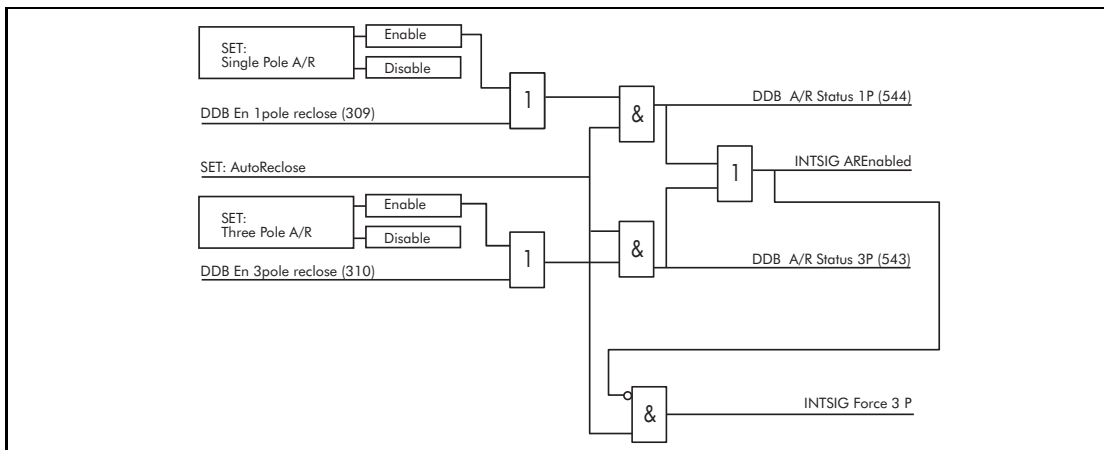 SET:
Single Pole A/R
Enable
Disable
DDB En 1pole reclose (309)
1
&
DDB A/R Status 1P (544)
SET: AutoReclose
1
INTSIG AREnabled
SET:
Three Pole A/R
Enable
Disable
DDB En 3pole reclose (310)
1
&
DDB A/R Status 3P (543)
&
INTSIG Force 3 P